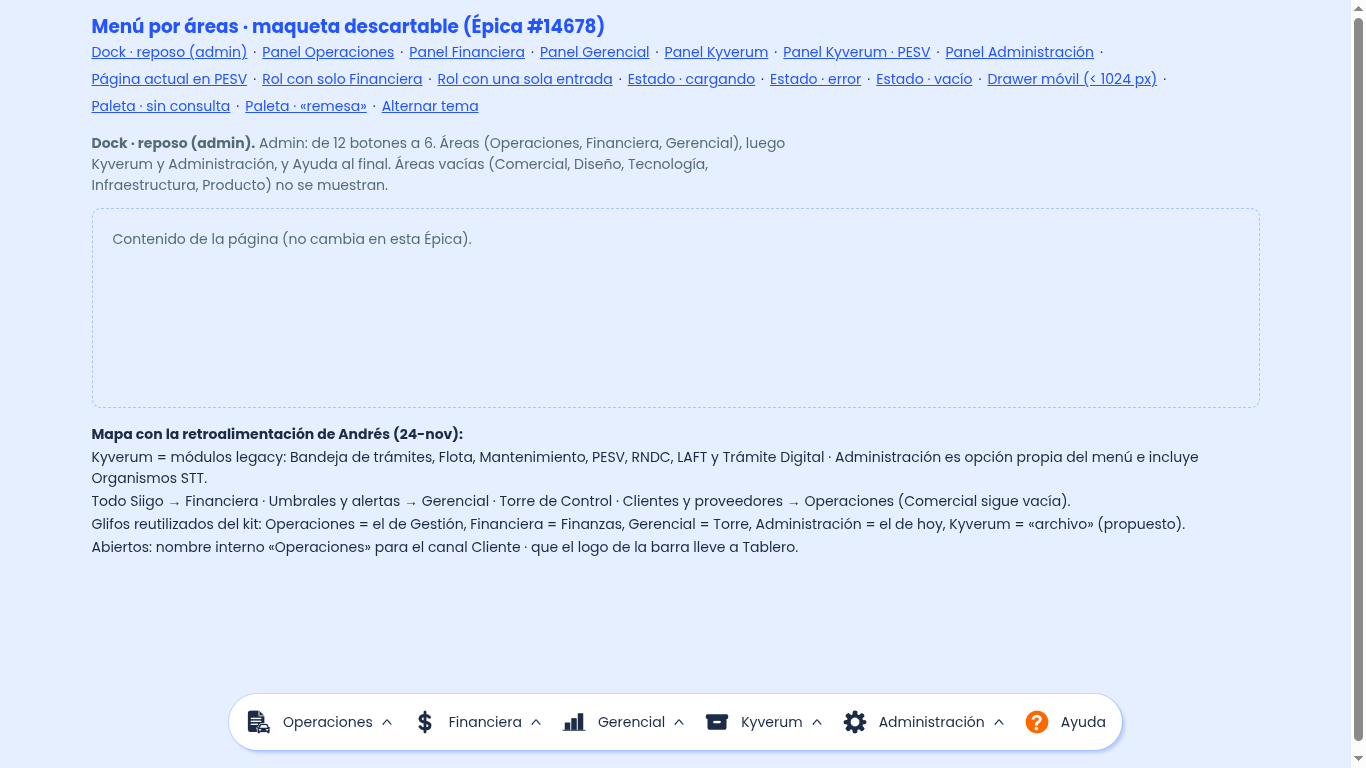 Menú por áreas · maqueta descartable (Épica #14678)
Dock · reposo (admin) · Panel Operaciones · Panel Financiera · Panel Gerencial · Panel Kyverum · Panel Kyverum · PESV · Panel Administración ·
Página actual en PESV · Rol con solo Financiera · Rol con una sola entrada · Estado · cargando · Estado · error · Estado · vacío · Drawer móvil (< 1024 px) ·
Paleta · sin consulta · Paleta · «remesa» · Alternar tema
Dock · reposo (admin). Admin: de 12 botones a 6. Áreas (Operaciones, Financiera, Gerencial), luego
Kyverum y Administración, y Ayuda al final. Áreas vacías (Comercial, Diseño, Tecnología,
Infraestructura, Producto) no se muestran.
Contenido de la página (no cambia en esta Épica).
Mapa con la retroalimentación de Andrés (24-nov):
Kyverum = módulos legacy: Bandeja de trámites, Flota, Mantenimiento, PESV, RNDC, LAFT y Trámite Digital · Administración es opción propia del menú e incluye
Organismos STT.
Todo Siigo → Financiera · Umbrales y alertas → Gerencial · Torre de Control · Clientes y proveedores → Operaciones (Comercial sigue vacía).
Glifos reutilizados del kit: Operaciones = el de Gestión, Financiera = Finanzas, Gerencial = Torre, Administración = el de hoy, Kyverum = «archivo» (propuesto).
Abiertos: nombre interno «Operaciones» para el canal Cliente · que el logo de la barra lleve a Tablero.
Operaciones Financiera Gerencial Kyverum Administración Ayuda